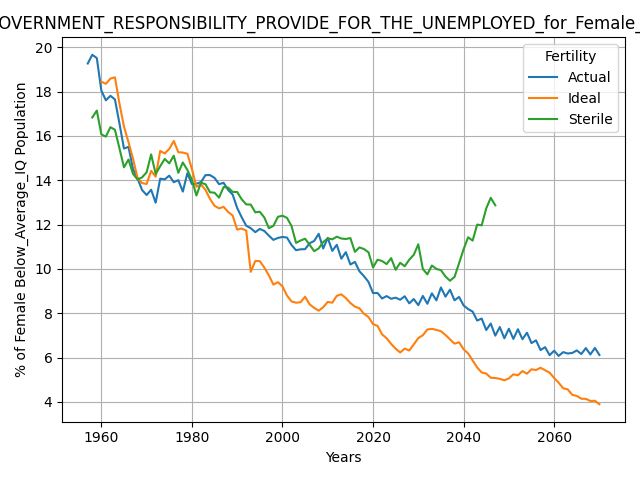 OVERNMENT_RESPONSIBILITY_PROVIDE_FOR_THE_UNEMPLOYED_for_Female_
20
18
16
14
12
10
8
6
4
% of Female Below_Average_IQ Population
Fertility
Actual
Ideal
Sterile
1960
1980
2000
2020
2040
2060
Years